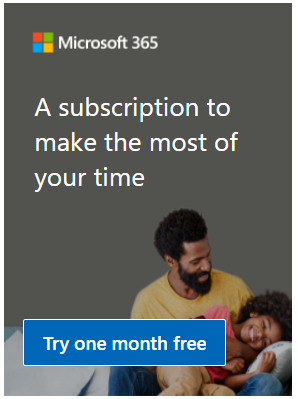 Microsoft 365
A subscription to
make the most of
your time
Try one month free